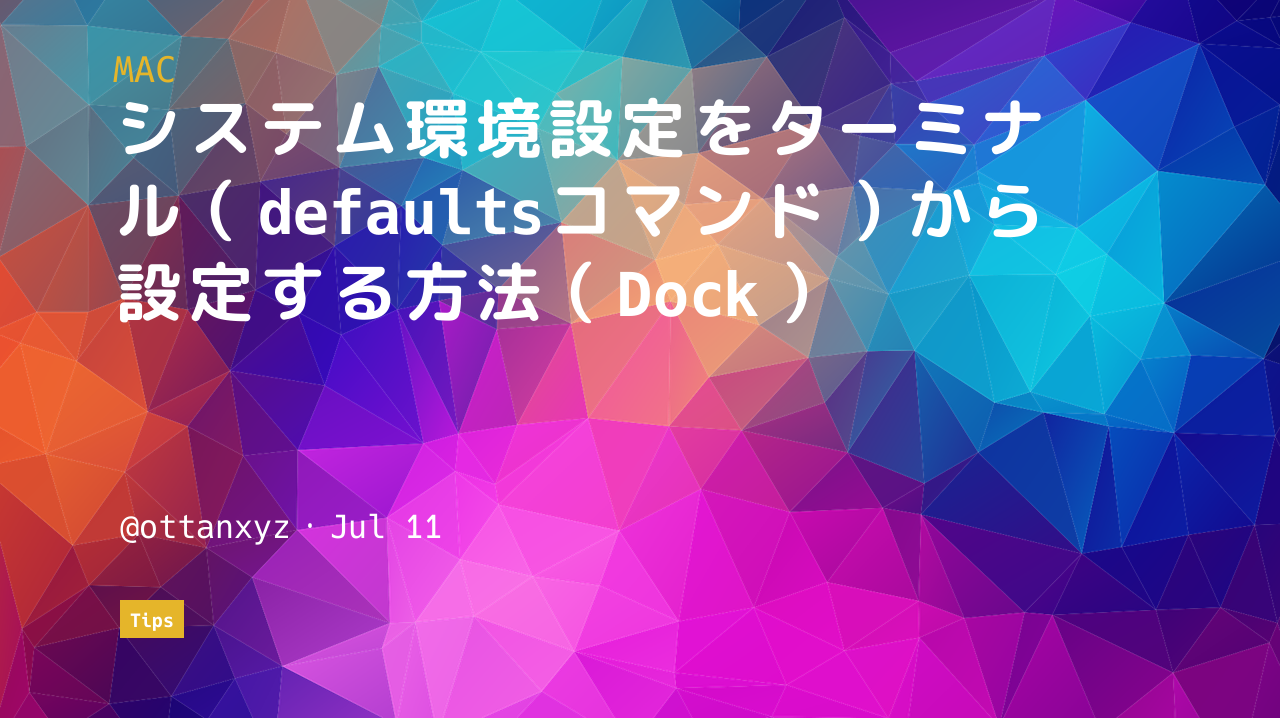 MAC
システム環境設定をターミナ
ル（defaultsコマンド）から
設定する方法（Dock）
@ottanxyz · Jul 11
Tips